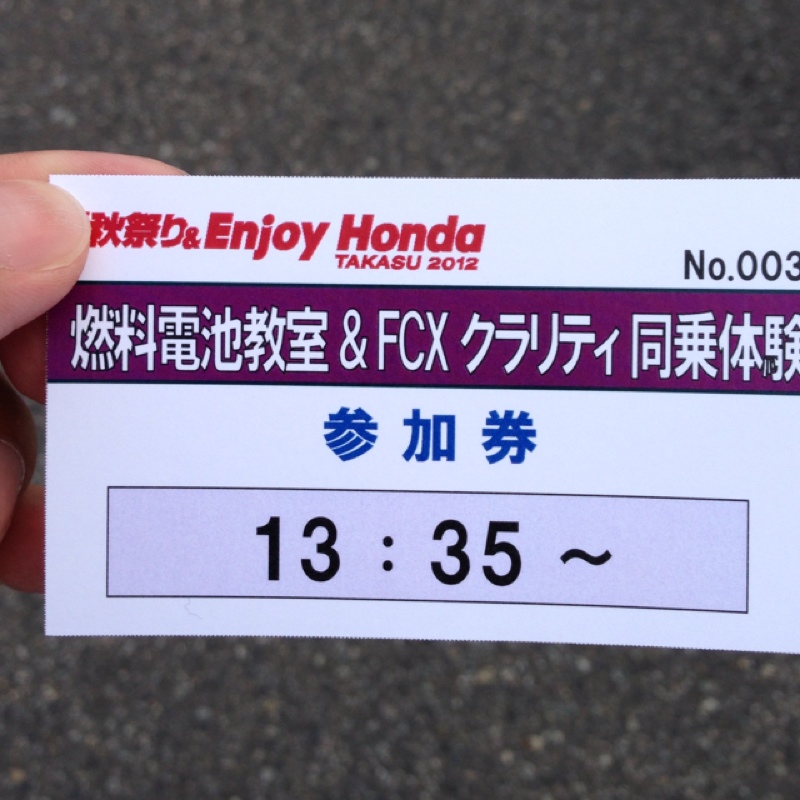 秋祭り&Enjoy Honda
TAKASU 2012
No.003
燃料電池教室 & FCX クラリティ 同乗体験
参加券
13：35～